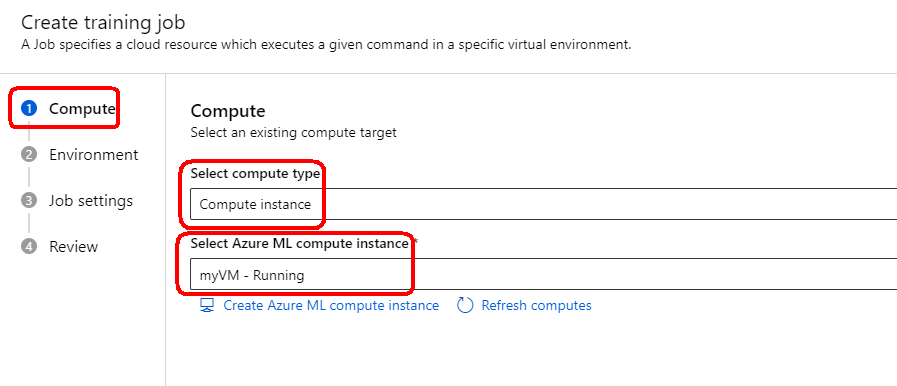 Create training job
A Job specifies a cloud resource which executes a given command in a specific virtual environment.
1 Compute
2 Environment
3 Job settings
4 Review
Compute
Select an existing compute target
Select compute type
Compute instance
Select Azure ML compute instance *
myVM - Running
Create Azure ML compute instance Refresh computes